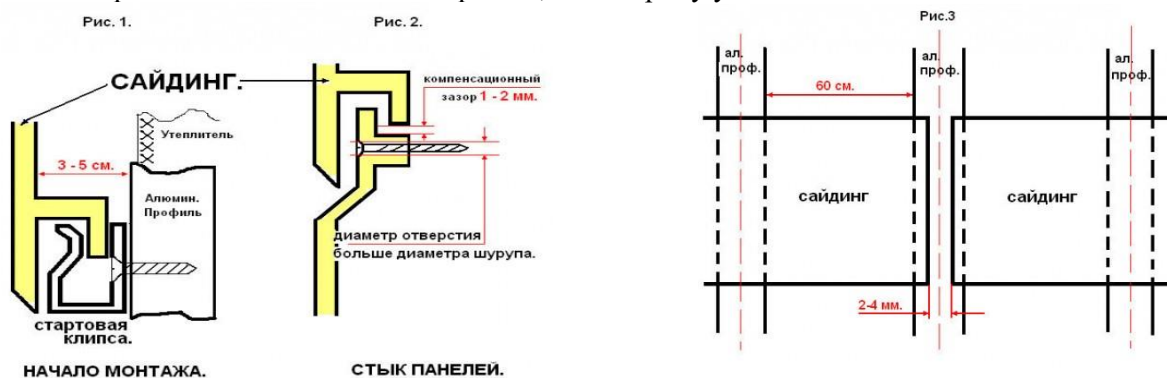 Рис. 1.
САЙДИНГ.
Утеплитель
3 - 5 см.
Алюмин.
Профиль
стартовая
клипса.
НАЧАЛО МОНТАЖА.
Рис. 2.
компенсационный
зазор 1 - 2 мм.
диаметр отверстия
больше диаметра шурупа.
СТЫК ПАНЕЛЕЙ.
Рис.3
ал.
проф.
ал.
проф.
ал.
проф.
60 см.
сайдинг
сайдинг
2-4 мм.